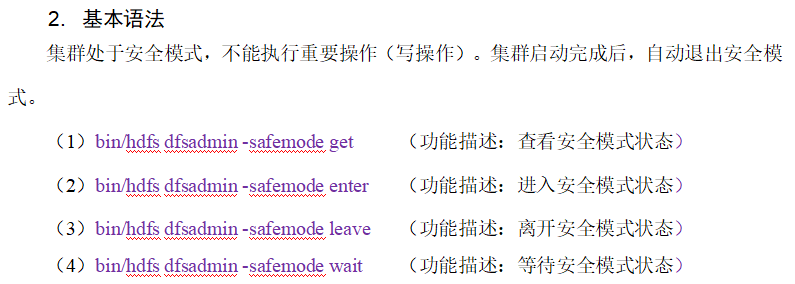 2. 基本语法
集群处于安全模式，不能执行重要操作（写操作）。集群启动完成后，自动退出安全模
式。
（1）bin/hdfs dfsadmin -safemode get （功能描述：查看安全模式状态）
（2）bin/hdfs dfsadmin -safemode enter （功能描述：进入安全模式状态）
（3）bin/hdfs dfsadmin -safemode leave （功能描述：离开安全模式状态）
（4）bin/hdfs dfsadmin -safemode wait （功能描述：等待安全模式状态）